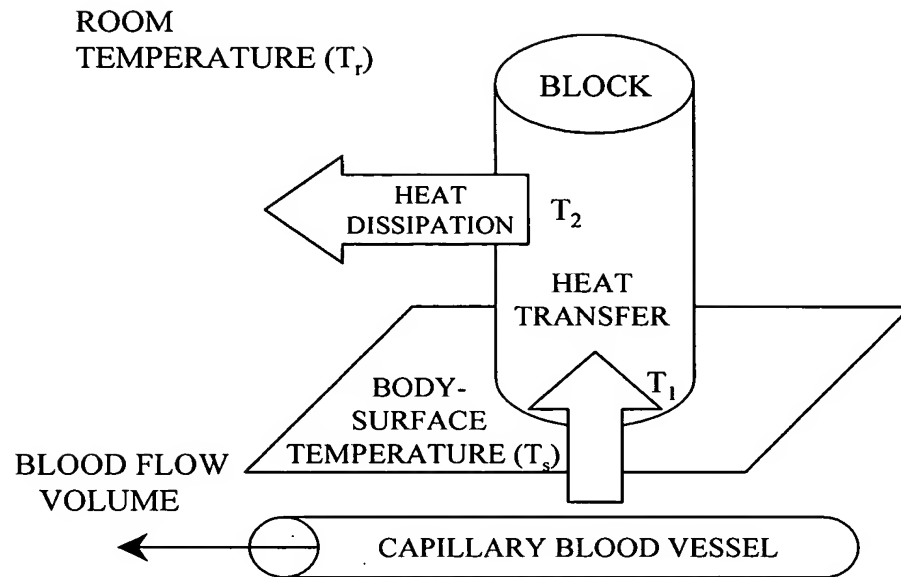 ROOM
TEMPERATURE (Tr)
BLOCK
HEAT
DISSIPATION
T2
HEAT
TRANSFER
T1
BODY-
SURFACE
TEMPERATURE (Ts)
BLOOD FLOW
VOLUME
CAPILLARY BLOOD VESSEL